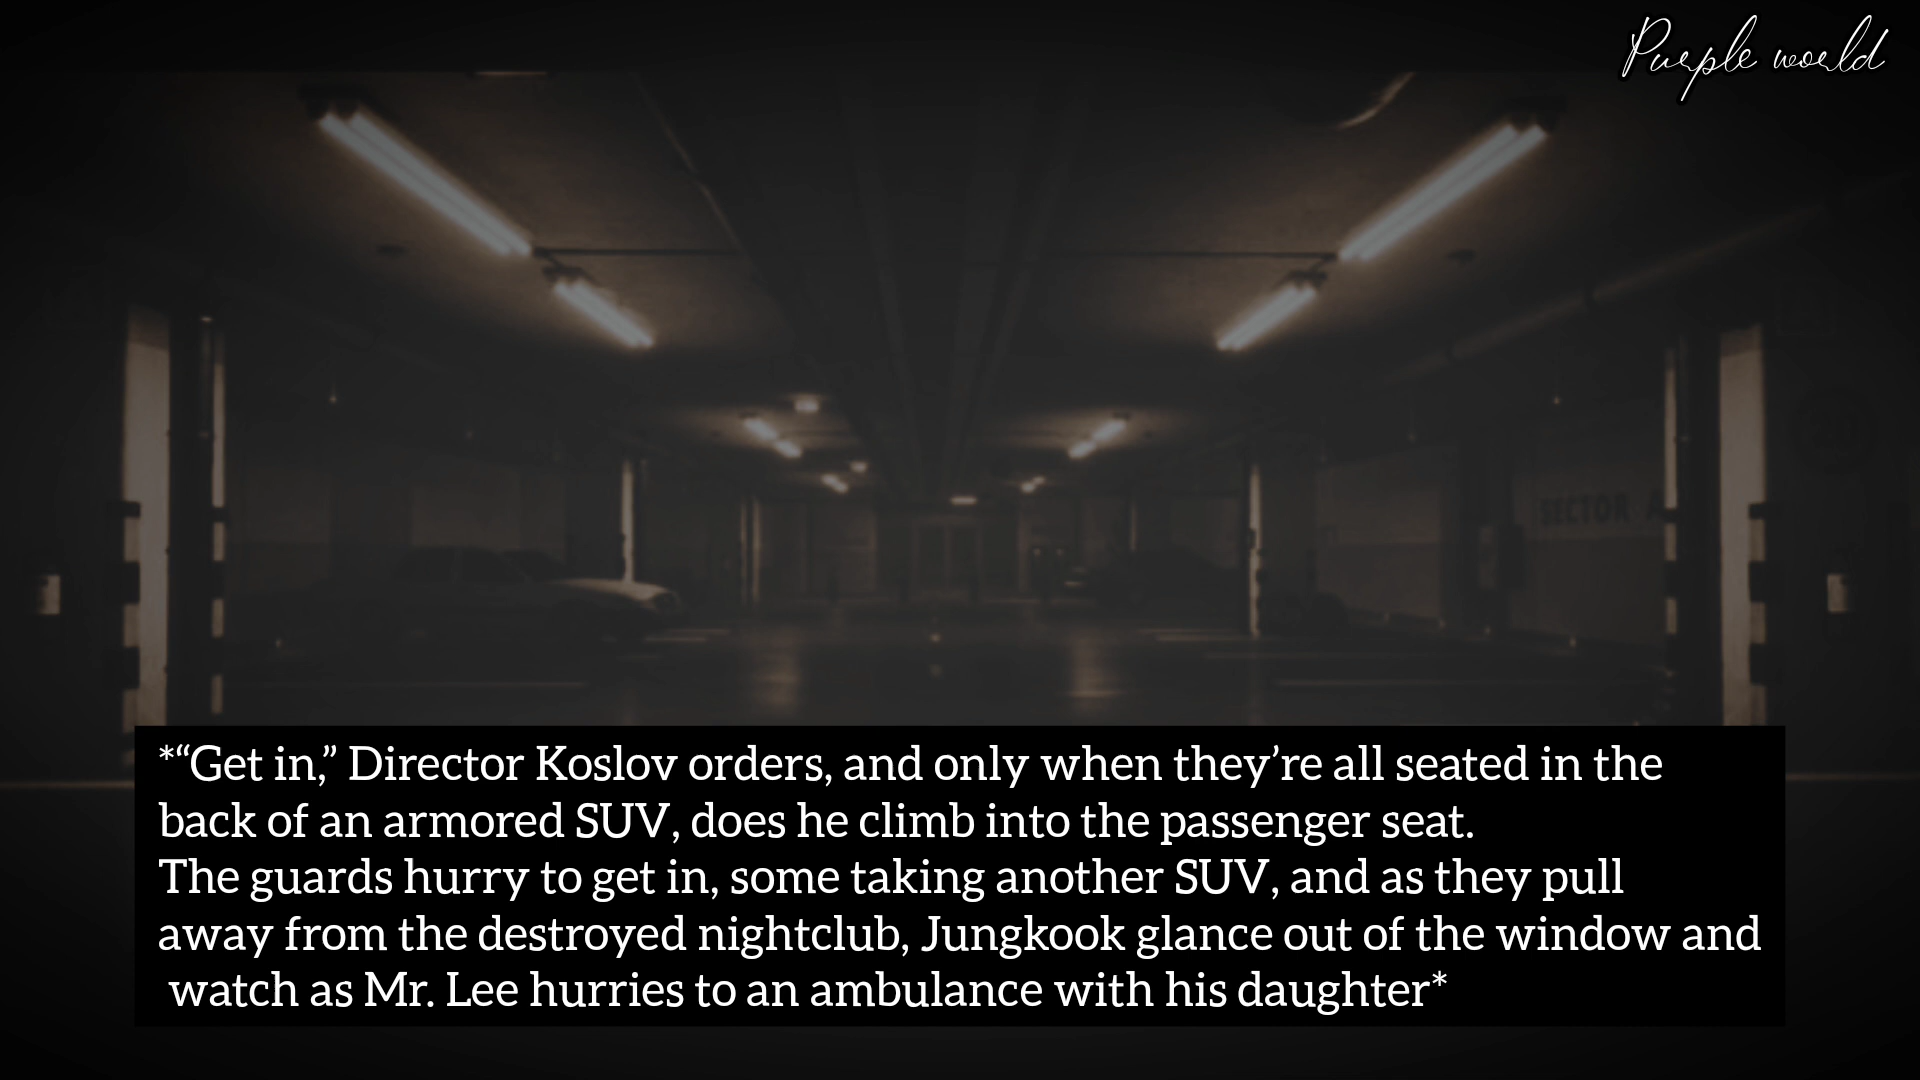 Purple world
SECTOR A
*“Get in,” Director Koslov orders, and only when they’re all seated in the
back of an armored SUV, does he climb into the passenger seat.
The guards hurry to get in, some taking another SUV, and as they pull
away from the destroyed nightclub, Jungkook glance out of the window and
watch as Mr. Lee hurries to an ambulance with his daughter*